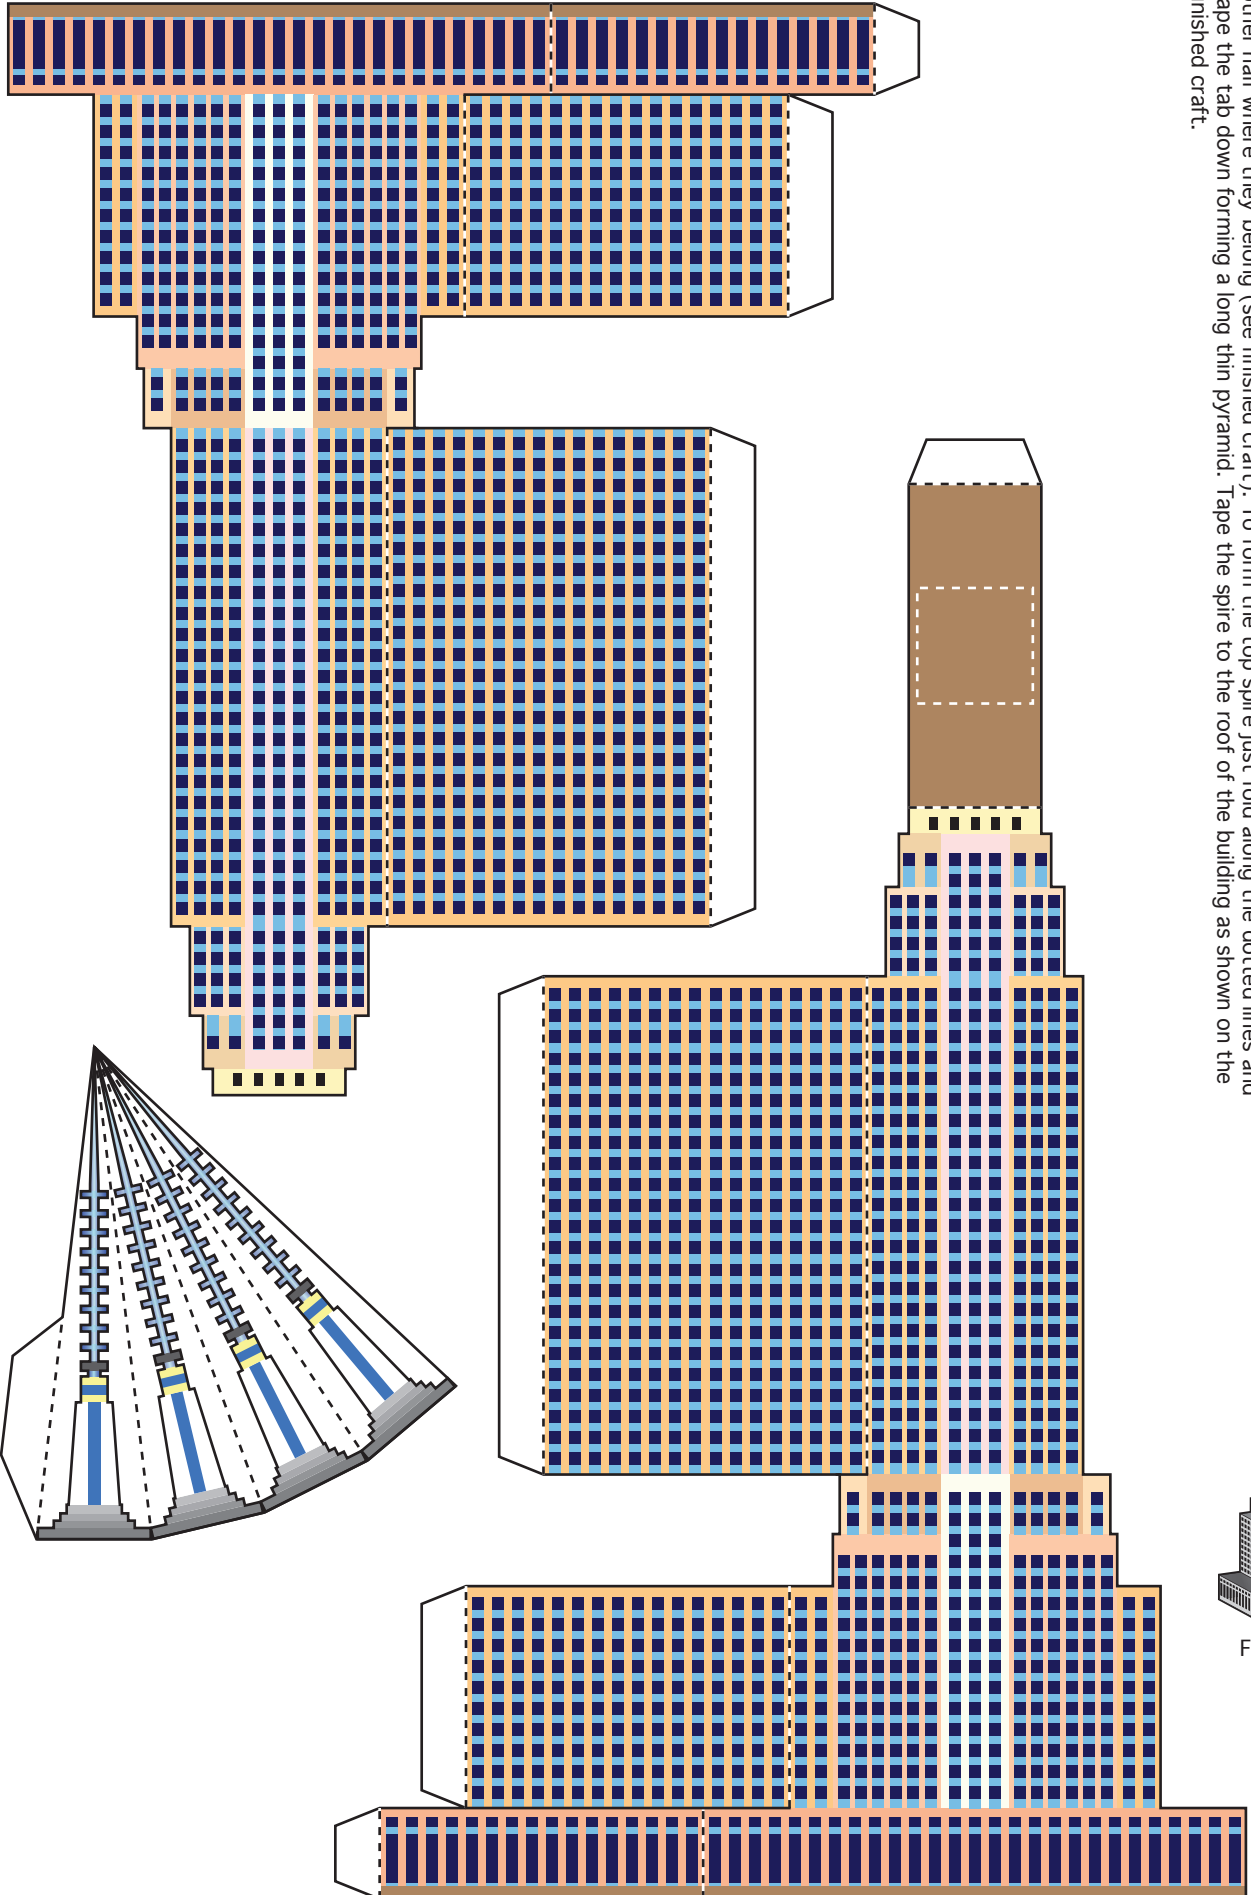 other half where they belong (see finished craft). To form the top spire just fold along the dotted lines and
ape the tab down forming a long thin pyramid. Tape the spire to the roof of the building as shown on the
nished craft.
F